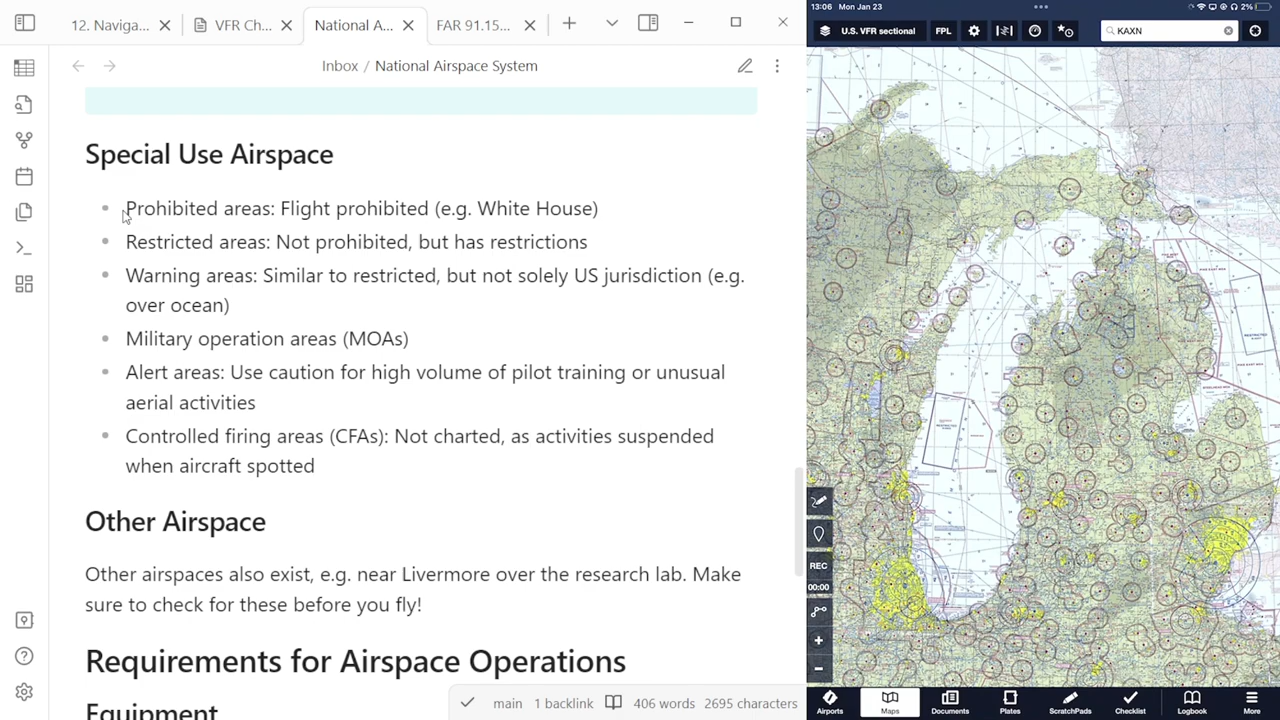 12. Naviga...
VFR Ch...
National A...
FAR 91.15...
Inbox / National Airspace System
Special Use Airspace
Prohibited areas: Flight prohibited (e.g. White House)
Restricted areas: Not prohibited, but has restrictions
Warning areas: Similar to restricted, but not solely US jurisdiction (e.g.
over ocean)
Military operation areas (MOAs)
Alert areas: Use caution for high volume of pilot training or unusual
aerial activities
Controlled firing areas (CFAs): Not charted, as activities suspended
when aircraft spotted
Other Airspace
Other airspaces also exist, e.g. near Livermore over the research lab. Make
sure to check for these before you fly!
Requirements for Airspace Operations
Equipment
main 1 backlink 406 words 2695 characters
13:06 Mon Jan 23
2%
U.S. VFR sectional
FPL
KAXN
REC
00:00
Airports
Maps
Documents
Plates
ScratchPads
Checklist
Logbook
More